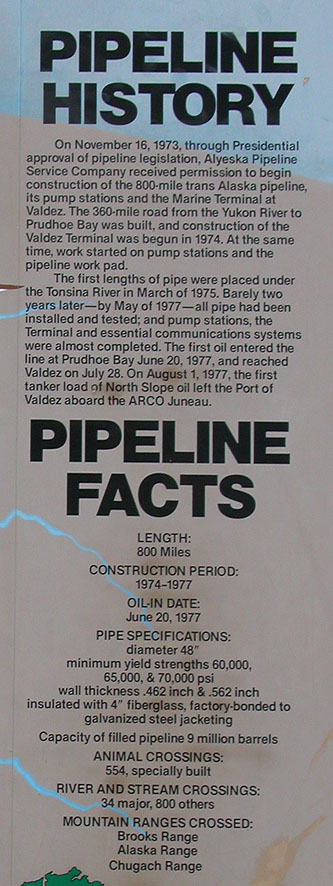 PIPELINE
HISTORY
On November 16, 1973, through Presidential
approval of pipeline legislation, Alyeska Pipeline
Service Company received permission to begin
construction of the 800-mile trans Alaska pipeline,
its pump stations and the Marine Terminal at
Valdez. The 360-mile road from the Yukon River to
Prudhoe Bay was built, and construction of the
Valdez Terminal was begun in 1974. At the same
time, work started on pump stations and the
pipeline work pad.
The first lengths of pipe were placed under
the Tonsina River in March of 1975. Barely two
years later—by May of 1977—all pipe had been
installed and tested; and pump stations, the
Terminal and essential communications systems
were almost completed. The first oil entered the
line at Prudhoe Bay June 20, 1977, and reached
Valdez on July 28. On August 1, 1977, the first
tanker load of North Slope oil left the Port of
Valdez aboard the ARCO Juneau.
PIPELINE
FACTS
LENGTH:
800 Miles
CONSTRUCTION PERIOD:
1974–1977
OIL-IN DATE:
June 20, 1977
PIPE SPECIFICATIONS:
diameter 48″
minimum yield strengths 60,000,
65,000, & 70,000 psi
wall thickness .462 inch & .562 inch
insulated with 4″ fiberglass, factory-bonded to
galvanized steel jacketing
Capacity of filled pipeline 9 million barrels
ANIMAL CROSSINGS:
554, specially built
RIVER AND STREAM CROSSINGS:
34 major, 800 others
MOUNTAIN RANGES CROSSED:
Brooks Range
Alaska Range
Chugach Range